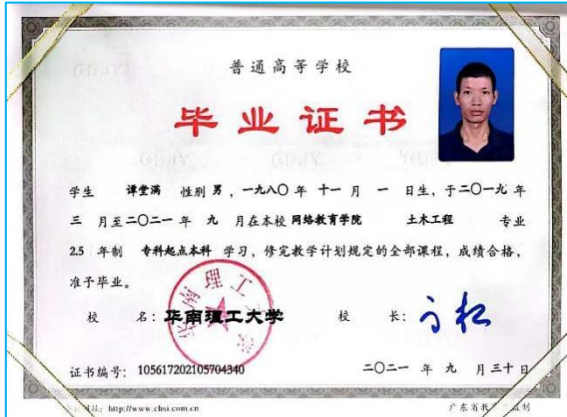 普通高等学校
毕业证书
学生 谭堂满 性别 男，一九八〇年 十一 月 一 日生，于二〇一九年
三 月至二〇二一年 九 月在本校 网络教育学院 土木工程 专业
2.5 年制 专科起点本科 学习，修完教学计划规定的全部课程，成绩合格，
准予毕业。
校 名：华南理工大学 校 长：
证书编号：105617202105704340 二〇二一 年 九 月三十日
http://www.chsi.com.cn 广东省教 监制